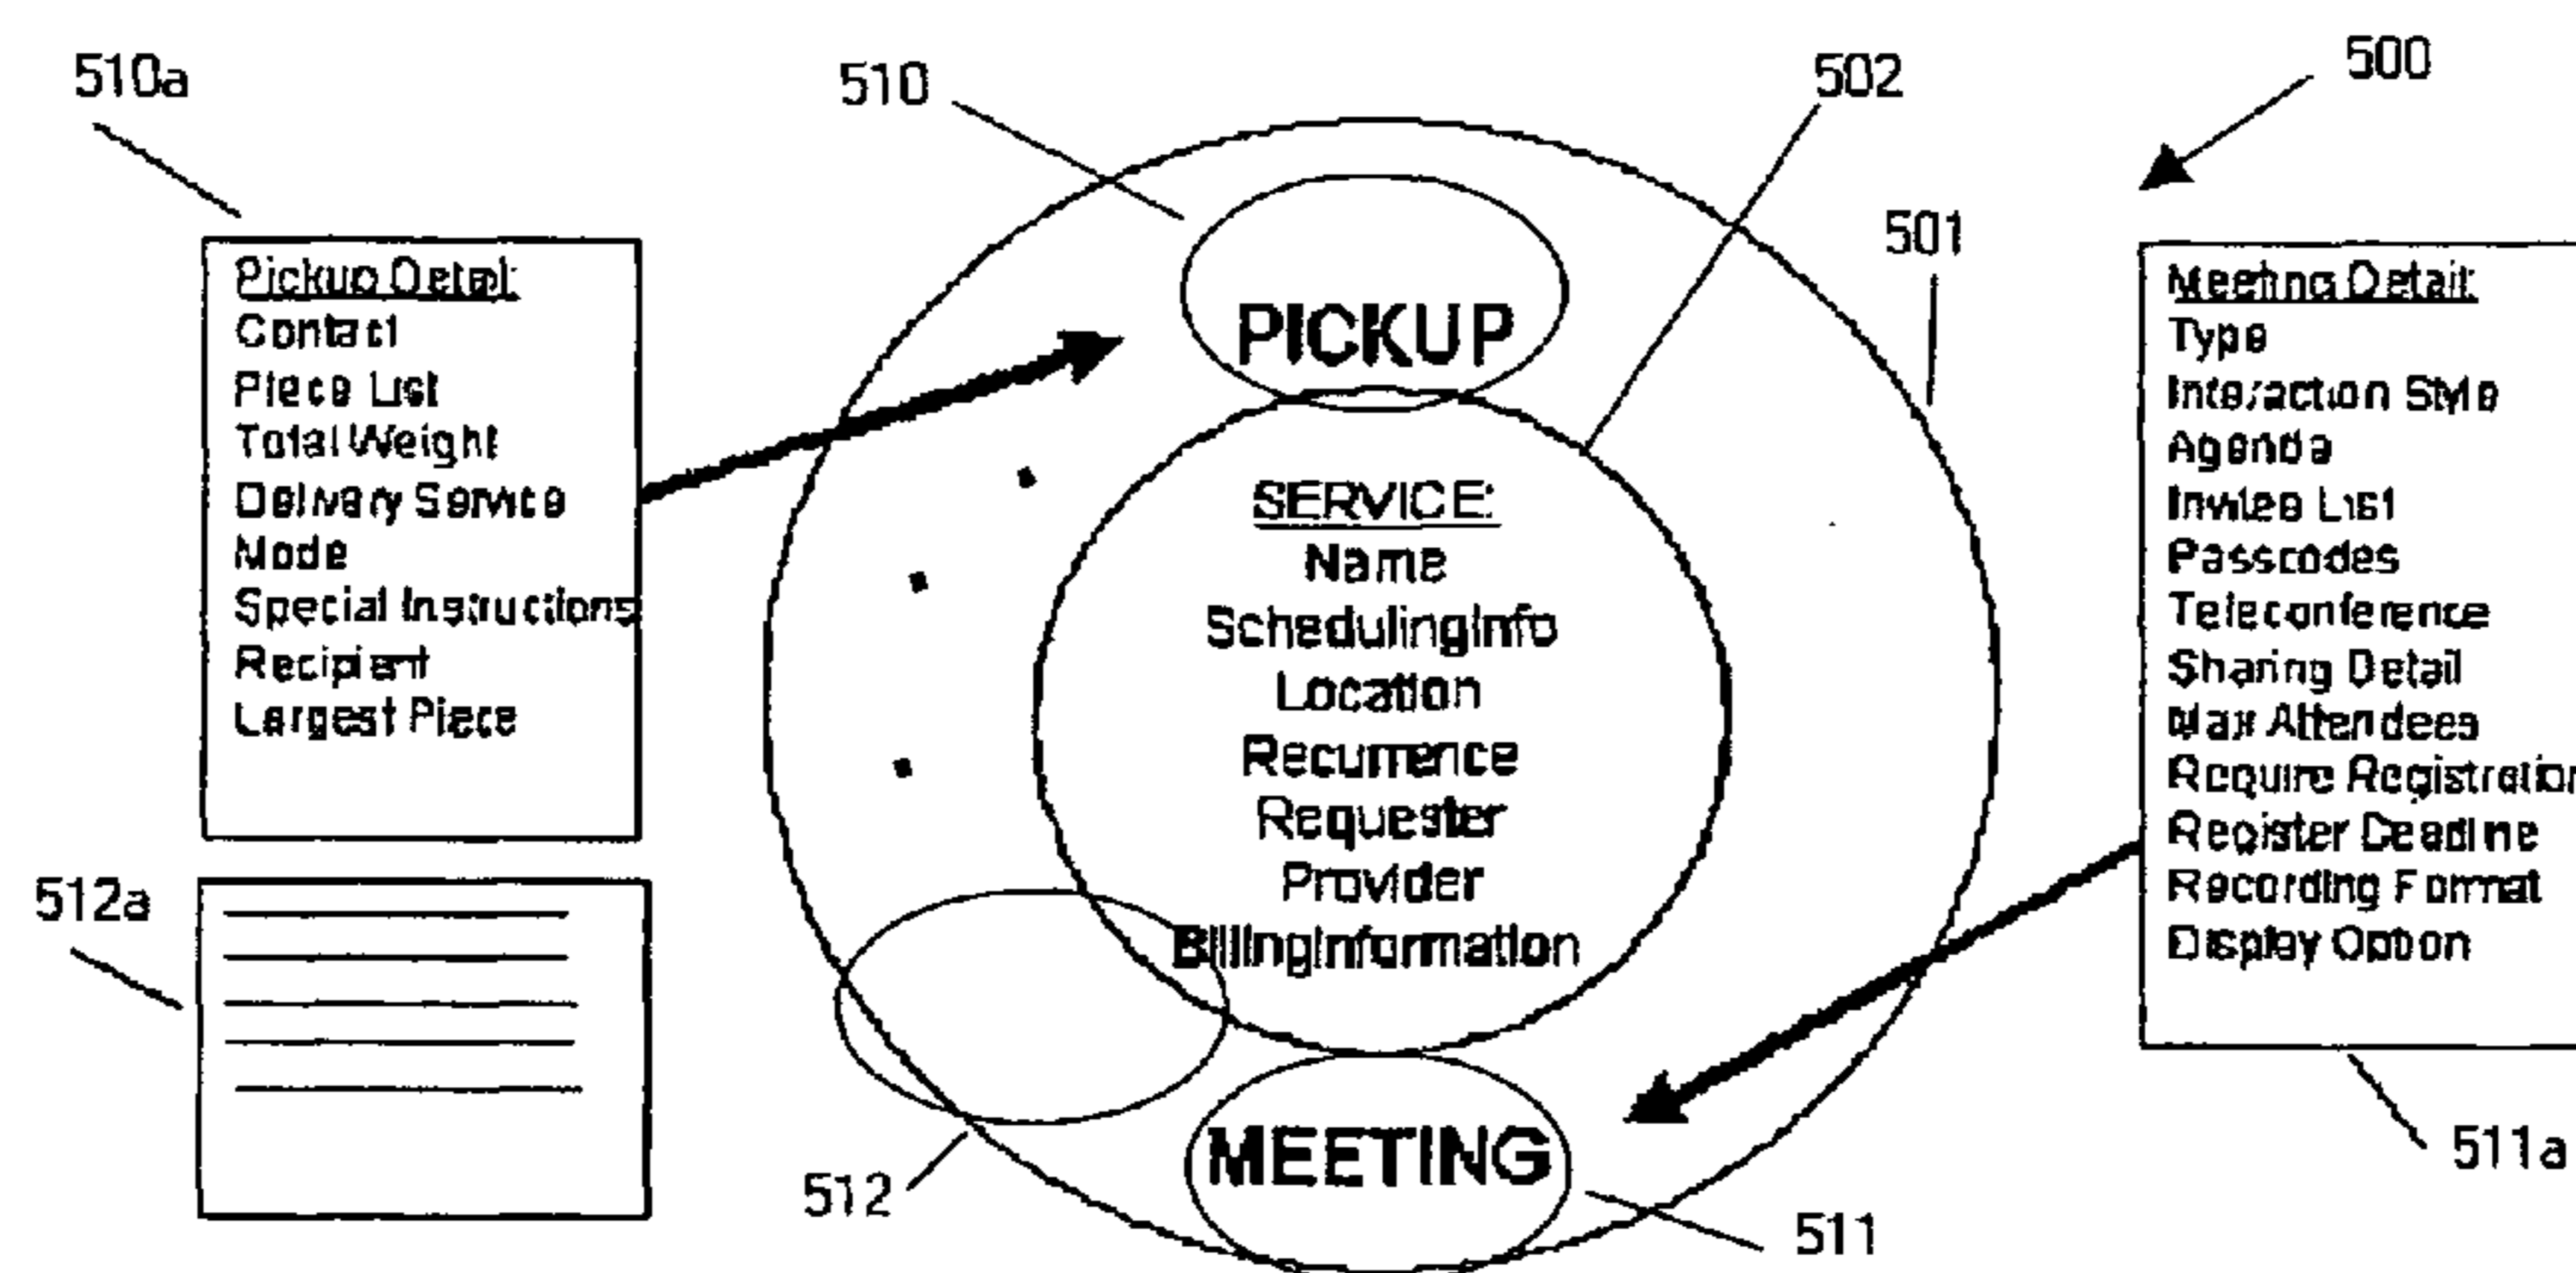 510a
510
502
500
501
Pickup Detail:
Contact
Piece List
Total Weight
Delivery Service
Mode
Special Instructions
Recipient
Largest Piece
PICKUP
SERVICE:
Name
SchedulingInfo
Location
Recurrence
Requester
Provider
BillingInformation
Meeting Detail:
Type
Interaction Style
Agenda
Invitee List
Passcodes
Teleconference
Sharing Detail
Max Attendees
Require Registration
Register Deadline
Recording Format
Display Option
512a
512
MEETING
511
511a